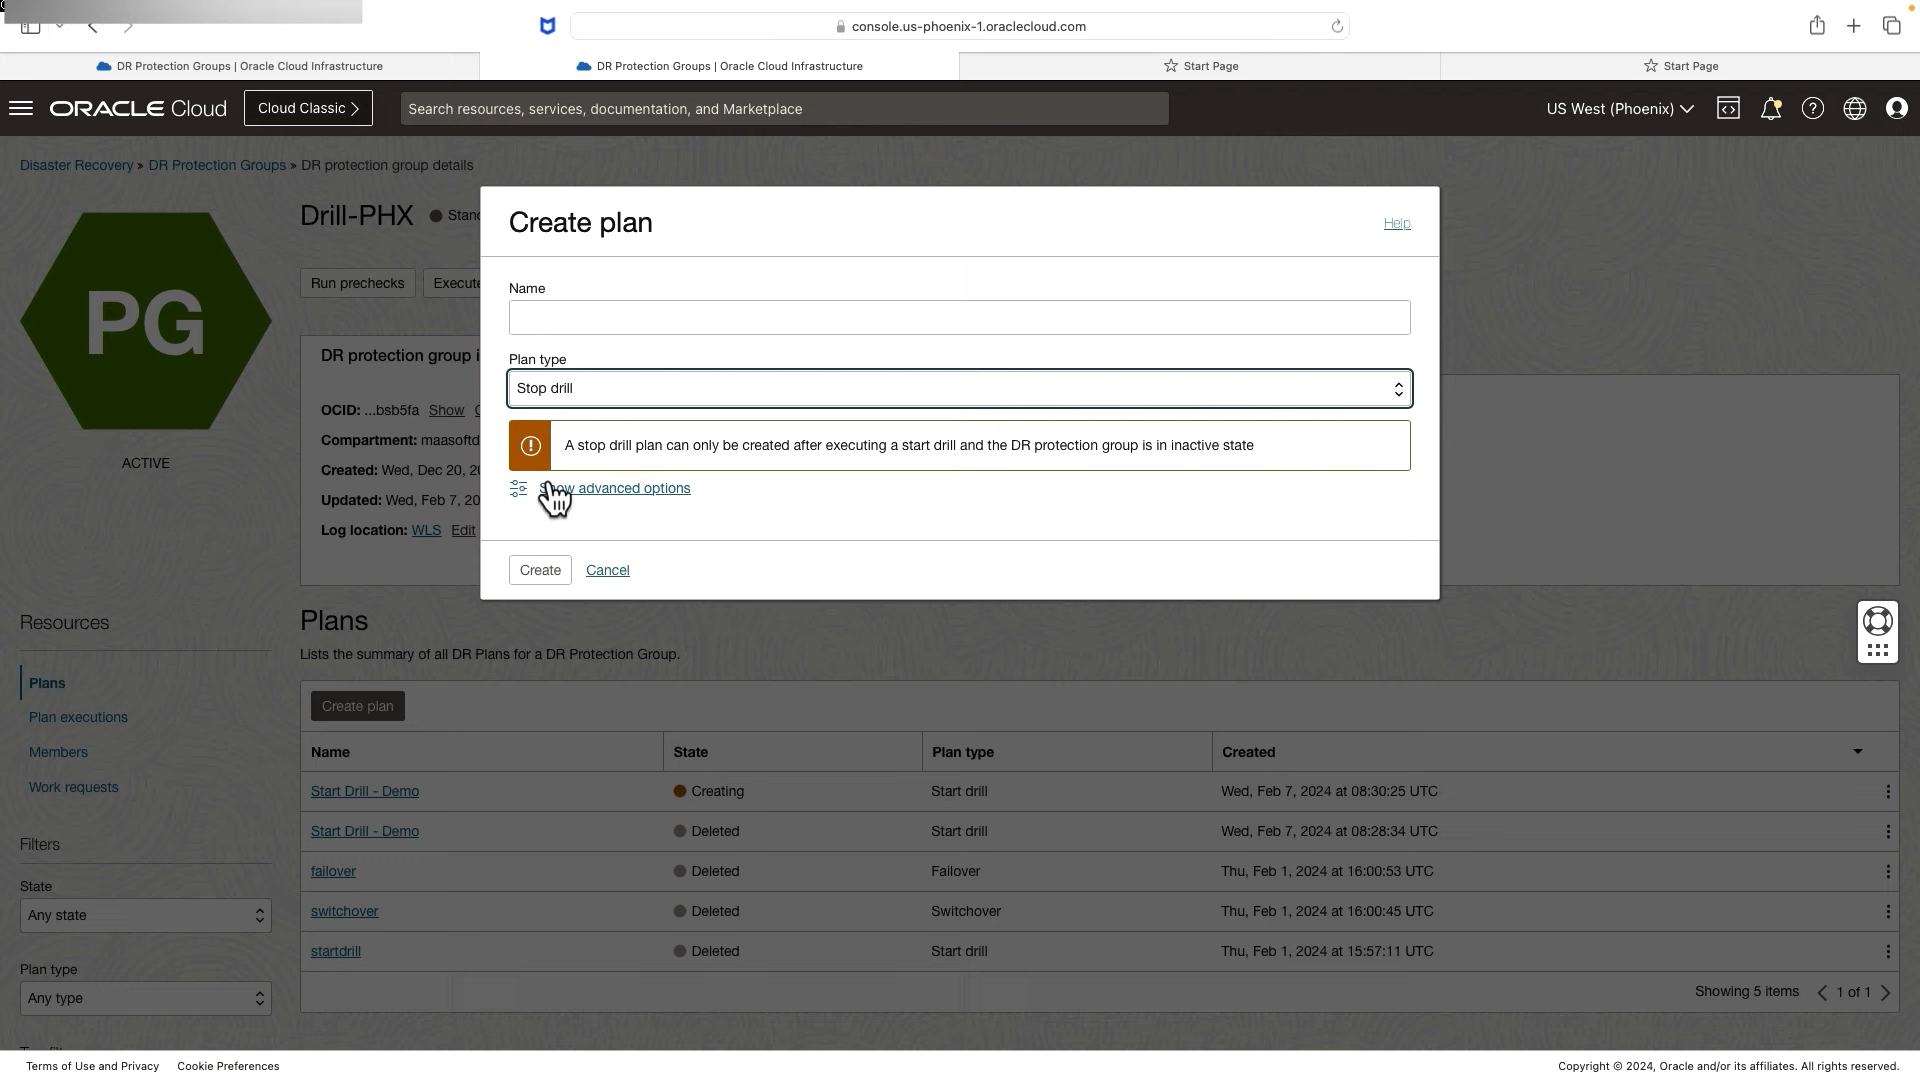 console.us-phoenix-1.oraclecloud.com
DR Protection Groups | Oracle Cloud Infrastructure
DR Protection Groups | Oracle Cloud Infrastructure
Start Page
Start Page
ORACLE Cloud
Cloud Classic
Search resources, services, documentation, and Marketplace
US West (Phoenix)
Disaster Recovery » DR Protection Groups » DR protection group details
Drill-PHX
Create plan
Help
Run prechecks
Name
PG
DR protection group
Plan type
Stop drill
OCID: ...bsb5fa Show
A stop drill plan can only be created after executing a start drill and the DR protection group is in inactive state
Compartment: maasoftd
ACTIVE
Created: Wed, Dec 20, 2
advanced options
Updated: Wed, Feb 7, 20
Log location: WLS Edit
Create
Cancel
Resources
Plans
Plan executions
Members
Work requests
Filters
State
Any state
Plan type
Any type
Plans
Lists the summary of all DR Plans for a DR Protection Group.
Create plan
Name State Plan type Created
Start Drill - Demo Creating Start drill Wed, Feb 7, 2024 at 08:30:25 UTC
Start Drill - Demo Deleted Start drill Wed, Feb 7, 2024 at 08:28:34 UTC
failover Deleted Failover Thu, Feb 1, 2024 at 16:00:53 UTC
switchover Deleted Switchover Thu, Feb 1, 2024 at 16:00:45 UTC
startdrill Deleted Start drill Thu, Feb 1, 2024 at 15:57:11 UTC
Showing 5 items
1 of 1
Terms of Use and Privacy
Cookie Preferences
Copyright © 2024, Oracle and/or its affiliates. All rights reserved.